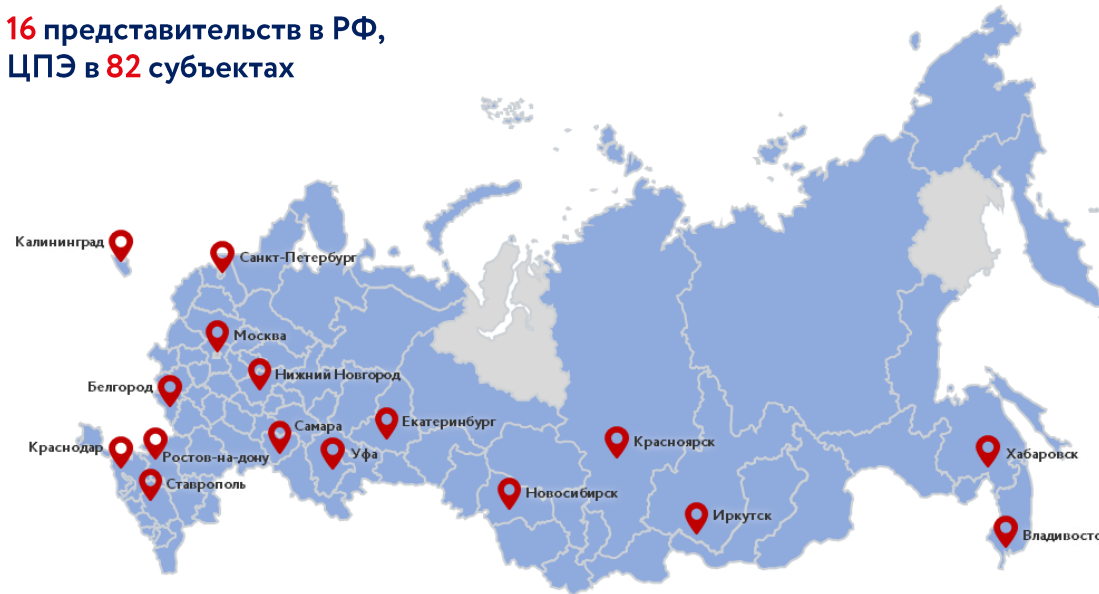 16 представительств в РФ,
ЦПЭ в 82 субъектах
Калининград
Санкт-Петербург
Москва
Нижний Новгород
Белгород
Самара
Екатеринбург
Краснодар
Ростов-на-дону
Уфа
Красноярск
Хабаровск
Ставрополь
Новосибирск
Иркутск
Владивосто